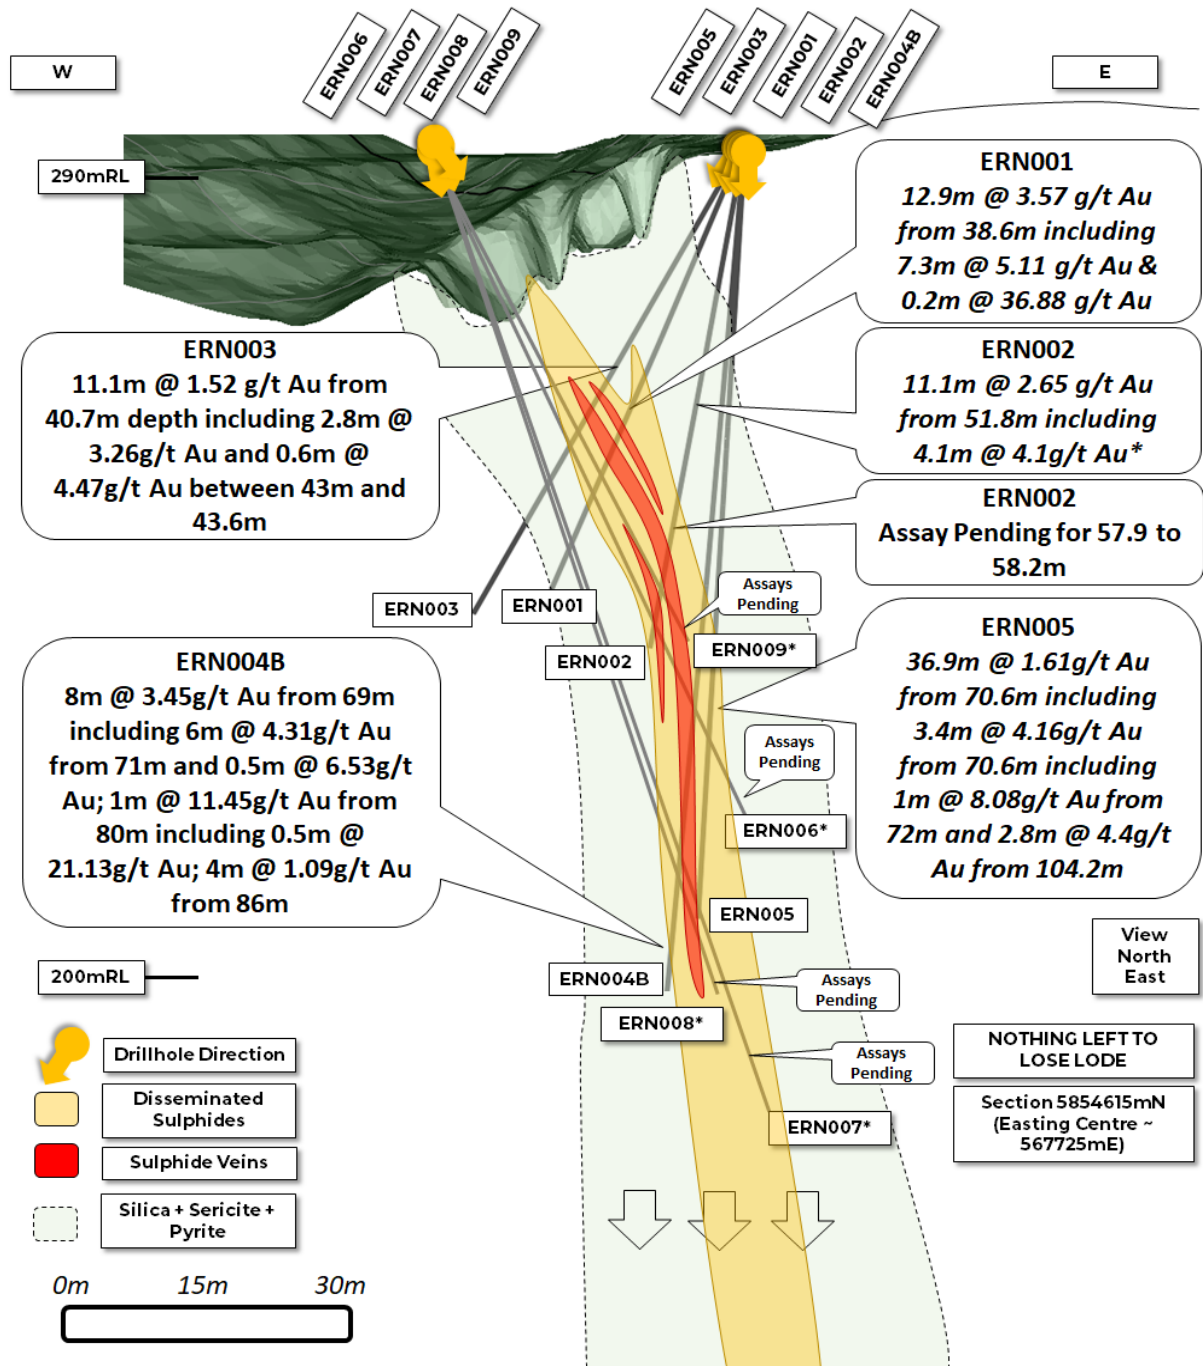 ERN006
ERN007
ERN008
ERN009
ERN005
ERN003
ERN001
ERN002
ERN004B
W
E
290mRL
ERN001
12.9m @ 3.57 g/t Au
from 38.6m including
7.3m @ 5.11 g/t Au &
0.2m @ 36.88 g/t Au
ERN003
11.1m @ 1.52 g/t Au from
40.7m depth including 2.8m @
3.26g/t Au and 0.6m @
4.47g/t Au between 43m and
43.6m
ERN002
11.1m @ 2.65 g/t Au
from 51.8m including
4.1m @ 4.1g/t Au*
ERN002
Assay Pending for 57.9 to
58.2m
Assays
Pending
ERN003
ERN001
ERN002
ERN009*
ERN005
36.9m @ 1.61g/t Au
from 70.6m including
3.4m @ 4.16g/t Au
from 70.6m including
1m @ 8.08g/t Au from
72m and 2.8m @ 4.4g/t
Au from 104.2m
ERN004B
8m @ 3.45g/t Au from 69m
including 6m @ 4.31g/t Au
from 71m and 0.5m @ 6.53g/t
Au; 1m @ 11.45g/t Au from
80m including 0.5m @
21.13g/t Au; 4m @ 1.09g/t Au
from 86m
Assays
Pending
ERN006*
ERN005
View
North
East
200mRL
ERN004B
Assays
Pending
ERN008*
Assays
Pending
NOTHING LEFT TO
LOSE LODE
Section 5854615mN
(Easting Centre ~
567725mE)
ERN007*
Drillhole Direction
Disseminated
Sulphides
Sulphide Veins
Silica + Sericite +
Pyrite
0m 15m 30m